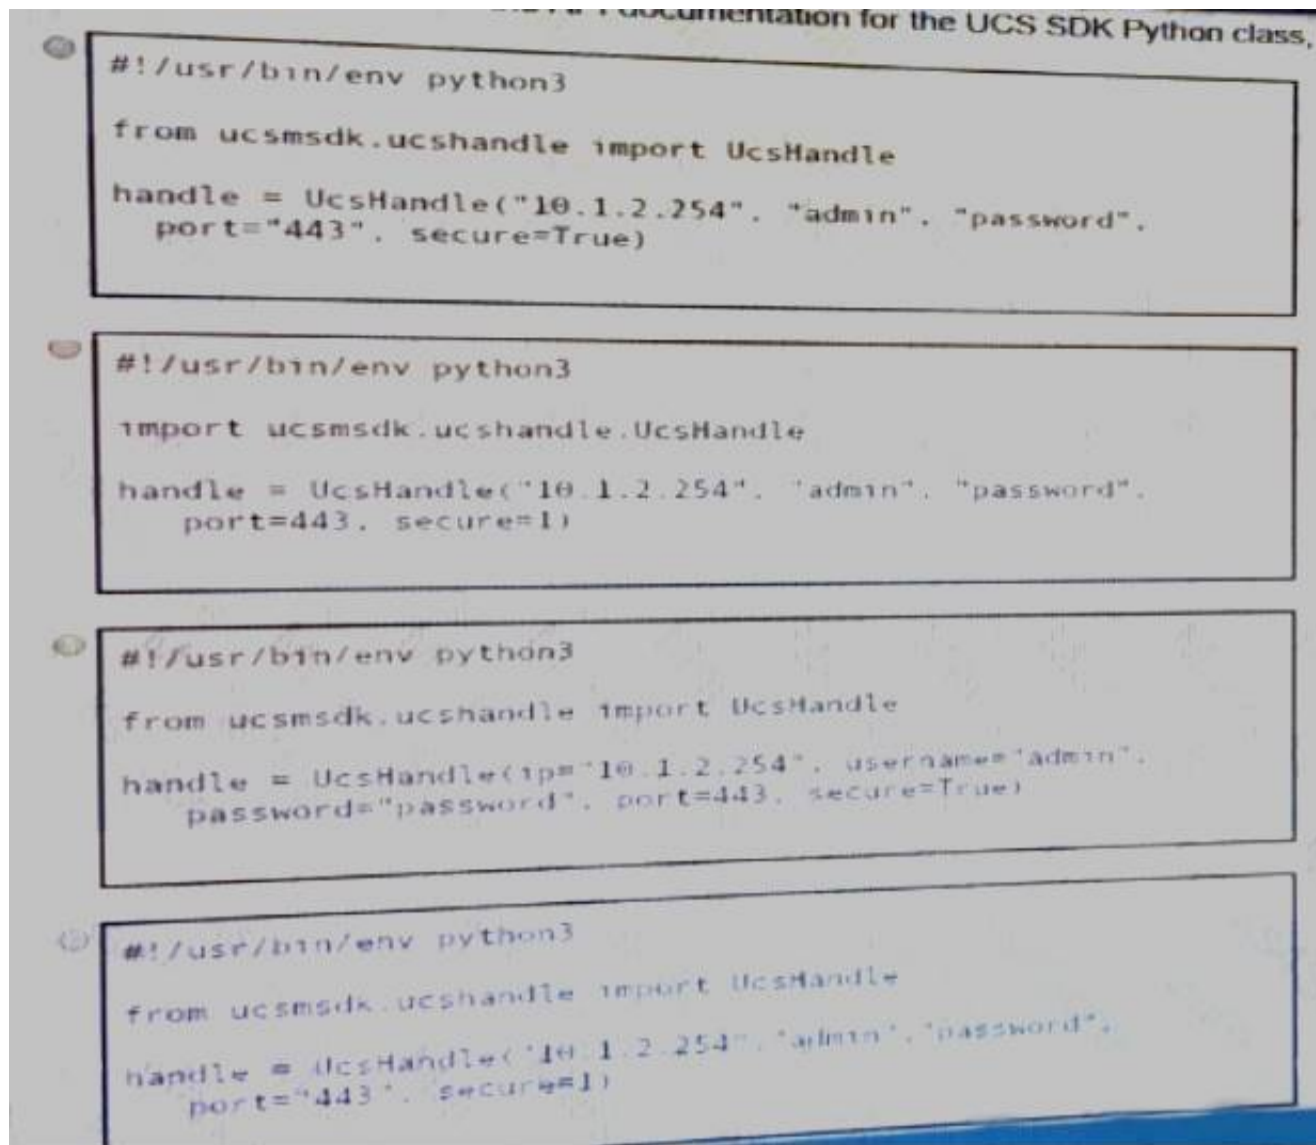 documentation for the UCS SDK Python class,
#!/usr/bin/env python3
from ucsmsdk.ucshandle import UcsHandle
handle = UcsHandle("10.1.2.254", "admin", "password",
port="443", secure=True)
#!/usr/bin/env python3
import ucsmsdk.ucshandle.UcsHandle
handle = UcsHandle("10.1.2.254", "admin", "password",
port=443, secure=1)
#!/usr/bin/env python3
from ucsmsdk.ucshandle import UcsHandle
handle = UcsHandle(ip="10.1.2.254", username="admin",
password="password", port=443, secure=True)
#!/usr/bin/env python3
from ucsmsdk.ucshandle import UcsHandle
handle = UcsHandle("10.1.2.254", "admin", "password",
port="443", secure=1)